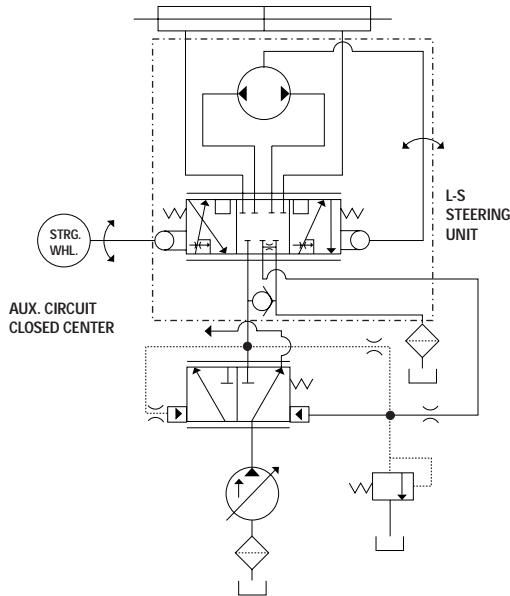 L-S
STEERING
UNIT
STRG.
WHL.
AUX. CIRCUIT
CLOSED CENTER